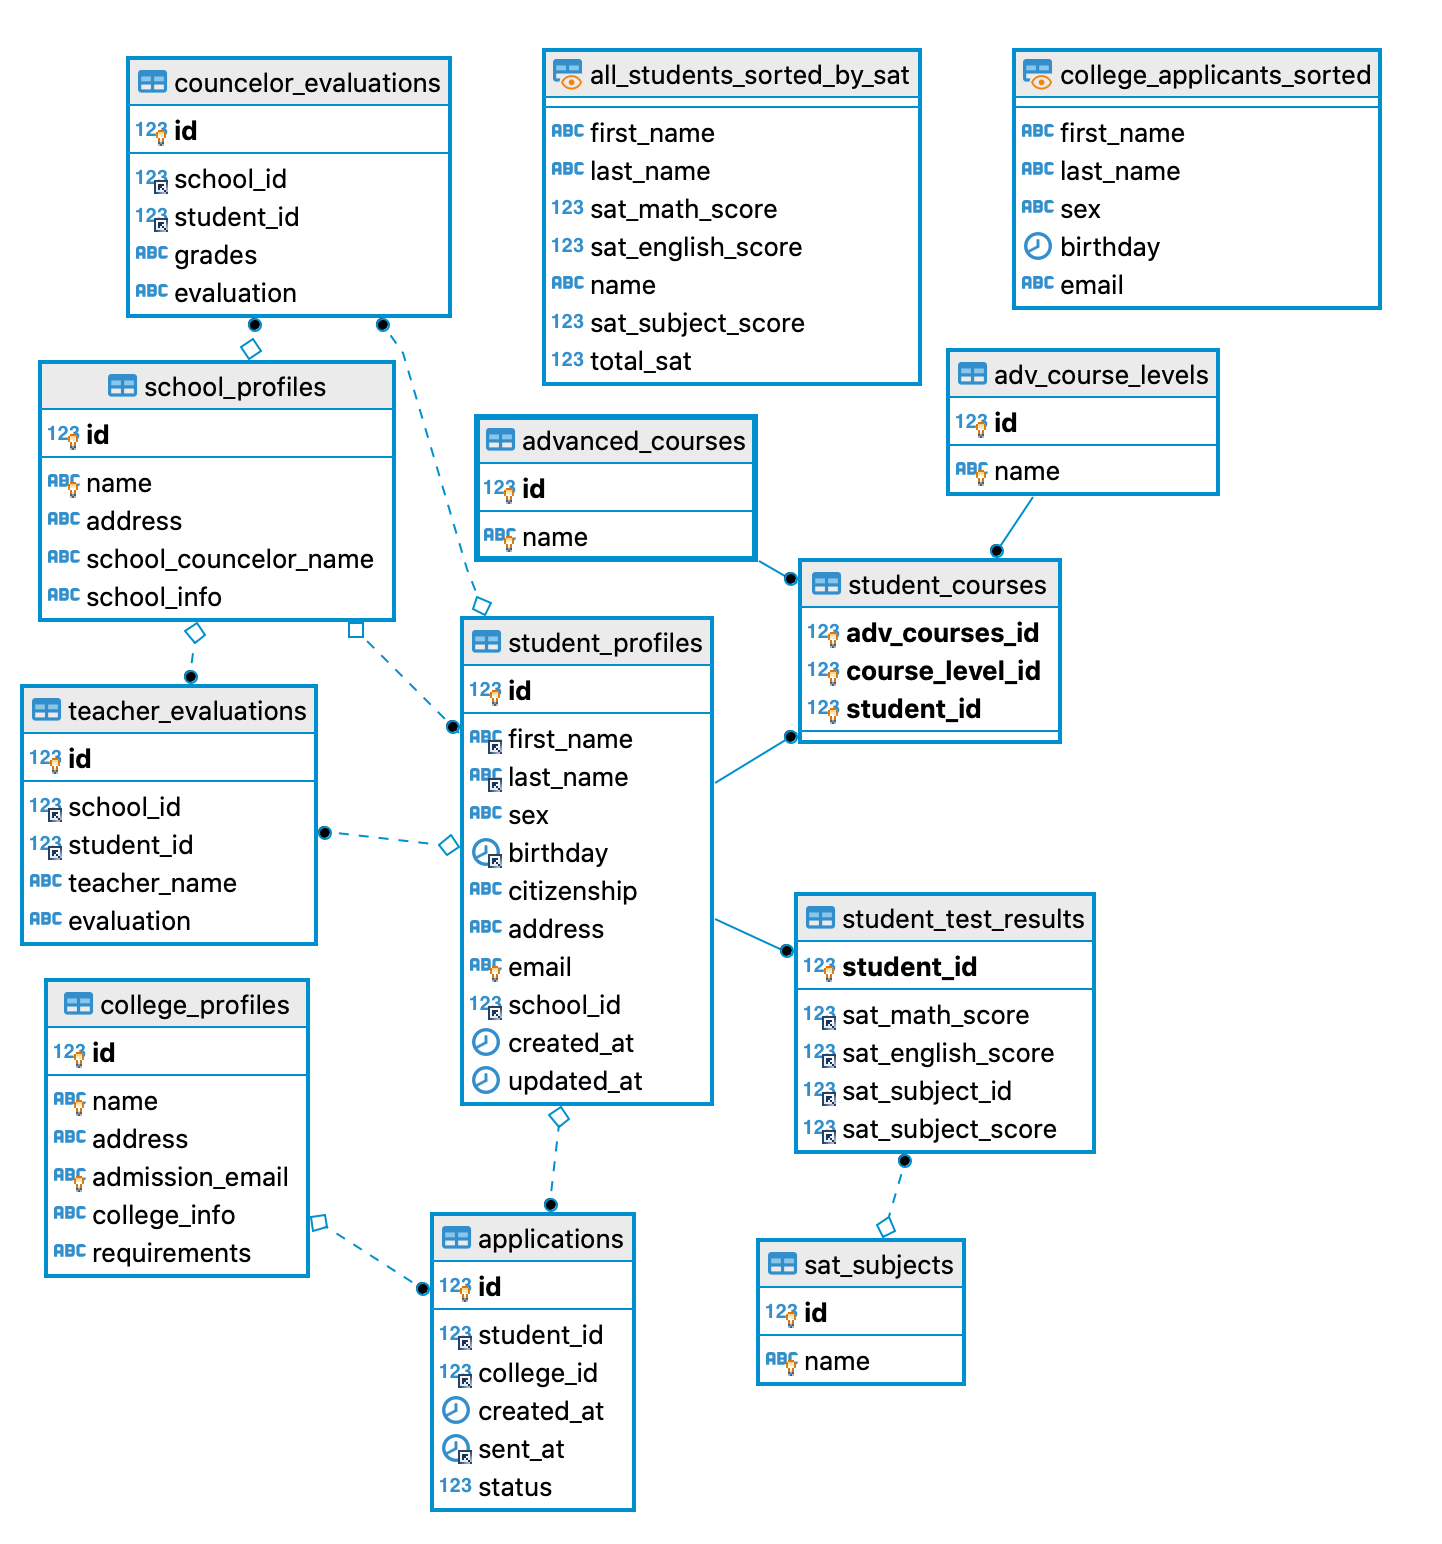 councelor_evaluations
123 id
123 school_id
123 student_id
ABC grades
ABC evaluation
all_students_sorted_by_sat
ABC first_name
ABC last_name
123 sat_math_score
123 sat_english_score
ABC name
123 sat_subject_score
123 total_sat
college_applicants_sorted
ABC first_name
ABC last_name
ABC sex
birthday
ABC email
school_profiles
123 id
ABC name
ABC address
ABC school_councelor_name
ABC school_info
advanced_courses
123 id
ABC name
adv_course_levels
123 id
ABC name
student_courses
123 adv_courses_id
123 course_level_id
123 student_id
student_profiles
123 id
ABC first_name
ABC last_name
ABC sex
birthday
ABC citizenship
ABC address
ABC email
123 school_id
created_at
updated_at
teacher_evaluations
123 id
123 school_id
123 student_id
ABC teacher_name
ABC evaluation
student_test_results
123 student_id
123 sat_math_score
123 sat_english_score
123 sat_subject_id
123 sat_subject_score
college_profiles
123 id
ABC name
ABC address
ABC admission_email
ABC college_info
ABC requirements
applications
123 id
123 student_id
123 college_id
created_at
sent_at
123 status
sat_subjects
123 id
ABC name